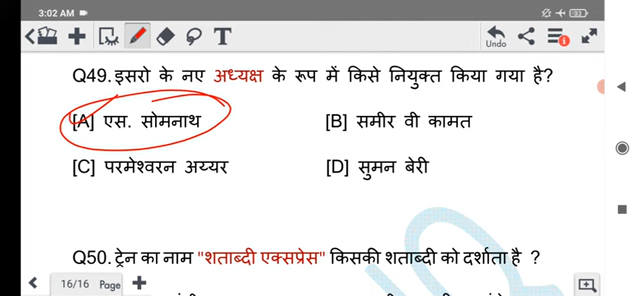 3:02 AM
53
T
Undo
Q49. इसरो के नए अध्यक्ष के रूप में किसे नियुक्त किया गया है?
[A] एस. सोमनाथ [B] समीर वी कामत
[C] परमेश्वरन अय्यर [D] सुमन बेरी
Q50. ट्रेन का नाम "शताब्दी एक्सप्रेस" किसकी शताब्दी को दर्शाता है ?
16/16 Page